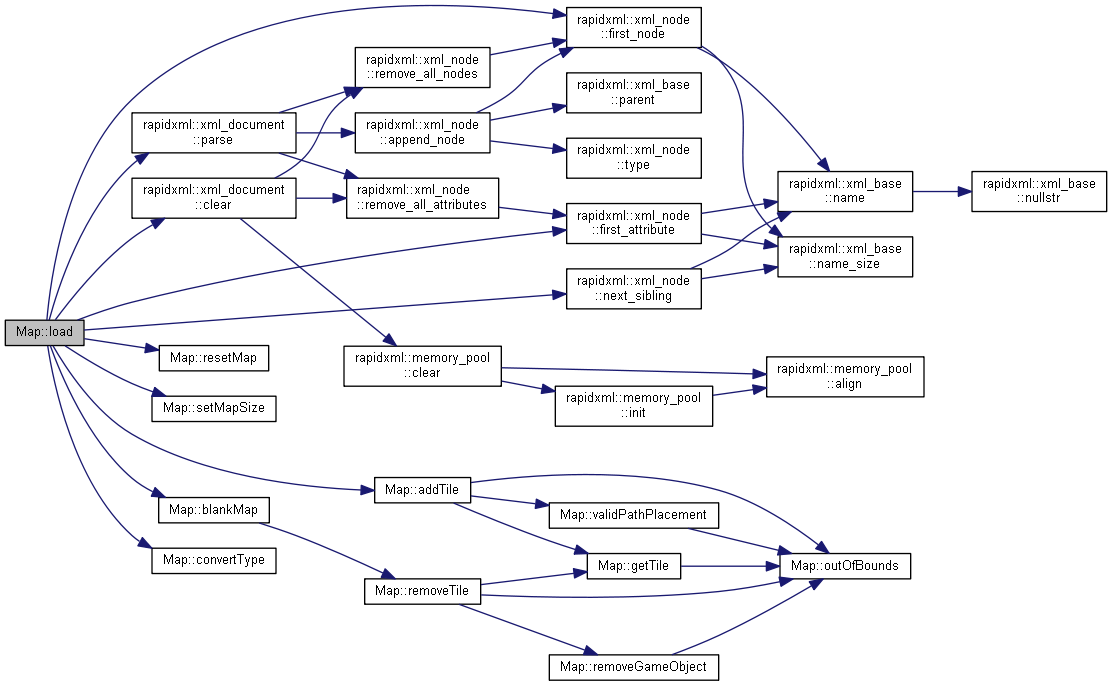 Map::load
rapidxml::xml_document
::parse
rapidxml::xml_document
::clear
Map::resetMap
Map::setMapSize
Map::blankMap
Map::convertType
rapidxml::xml_node
::remove_all_nodes
rapidxml::xml_node
::append_node
rapidxml::xml_node
::remove_all_attributes
rapidxml::memory_pool
::clear
Map::addTile
Map::removeTile
rapidxml::xml_node
::first_node
rapidxml::xml_base
::parent
rapidxml::xml_node
::type
rapidxml::xml_node
::first_attribute
rapidxml::xml_node
::next_sibling
rapidxml::memory_pool
::init
Map::validPathPlacement
Map::getTile
Map::removeGameObject
rapidxml::xml_base
::name
rapidxml::xml_base
::name_size
rapidxml::memory_pool
::align
Map::outOfBounds
rapidxml::xml_base
::nullstr